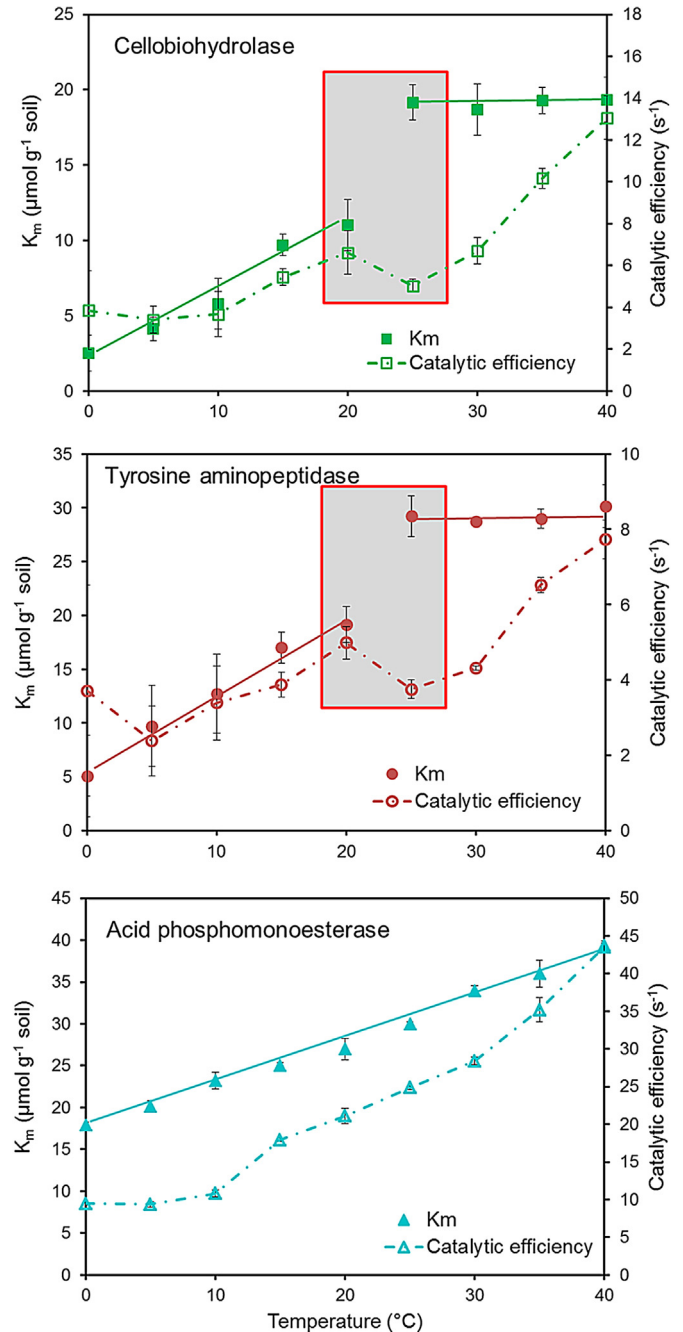 Cellobiohydrolase
Km (μmol g-1 soil)
Catalytic efficiency (s-1)
25
20
15
10
5
0
18
16
14
12
10
8
6
4
2
0
Km
Catalytic efficiency
0 10 20 30 40
Tyrosine aminopeptidase
Km (μmol g-1 soil)
Catalytic efficiency (s-1)
35
30
25
20
15
10
5
0
10
8
6
4
2
0
Km
Catalytic efficiency
0 10 20 30 40
Acid phosphomonoesterase
Km (μmol g-1 soil)
Catalytic efficiency (s-1)
45
40
35
30
25
20
15
10
5
0
50
45
40
35
30
25
20
15
10
5
0
Km
Catalytic efficiency
0 10 20 30 40
Temperature (°C)